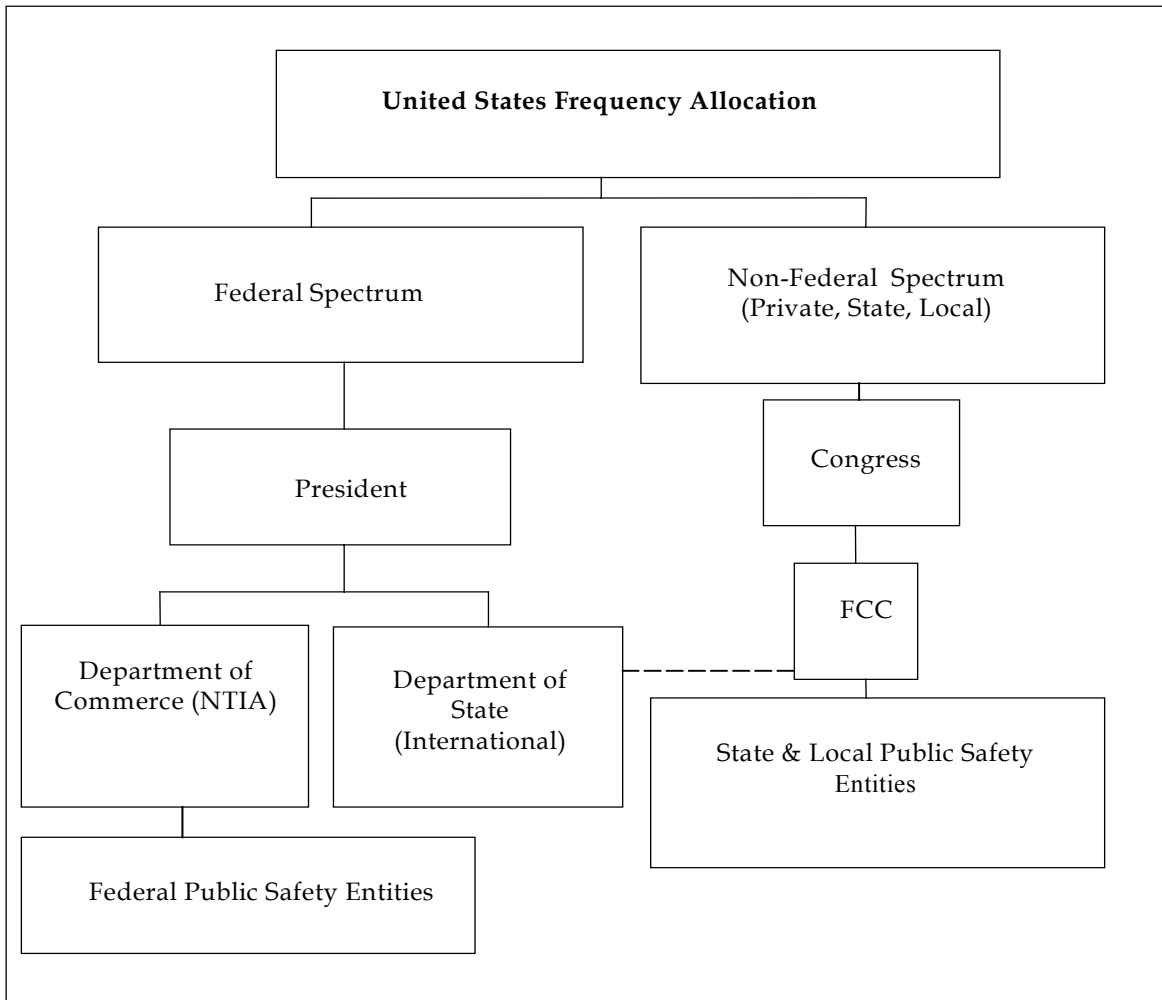 United States Frequency Allocation
Federal Spectrum
Non-Federal Spectrum
(Private, State, Local)
President
Congress
FCC
Department of
Commerce (NTIA)
Department of
State
(International)
State & Local Public Safety
Entities
Federal Public Safety Entities